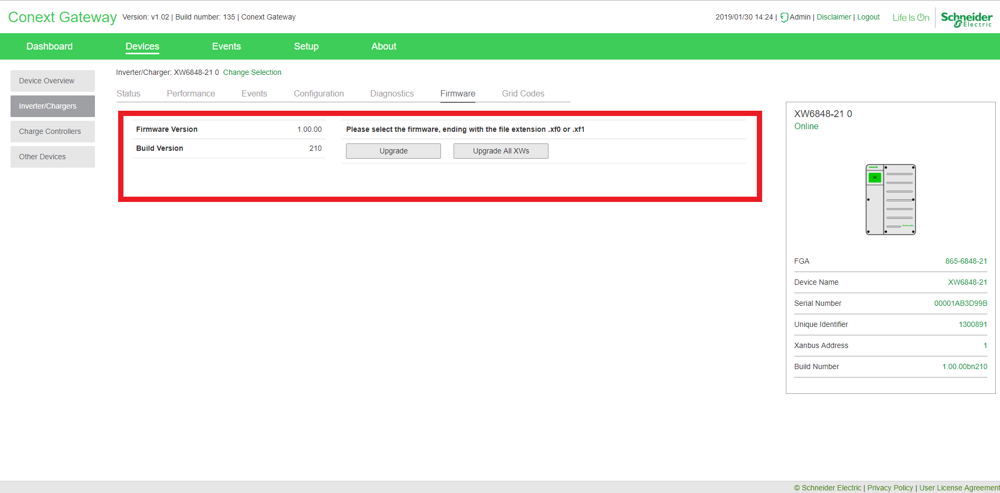 Conext Gateway Version: v1.02 | Build number: 135 | Conext Gateway
2019/01/30 14:24 | Admin | Disclaimer | Logout
Life Is On
Schneider
Electric
Dashboard
Devices
Events
Setup
About
Device Overview
Inverter/Chargers
Charge Controllers
Other Devices
Inverter/Charger: XW6848-21 0 Change Selection
Status
Performance
Events
Configuration
Diagnostics
Firmware
Grid Codes
Firmware Version 1.00.00
Build Version 210
Please select the firmware, ending with the file extension .xf0 or .xf1
Upgrade
Upgrade All XWs
XW6848-21 0
Online
Schneider
FGA 865-6848-21
Device Name XW6848-21
Serial Number 00001AB3D99B
Unique Identifier 1300891
Xanbus Address 1
Build Number 1.00.00bn210
© Schneider Electric | Privacy Policy | User License Agreement